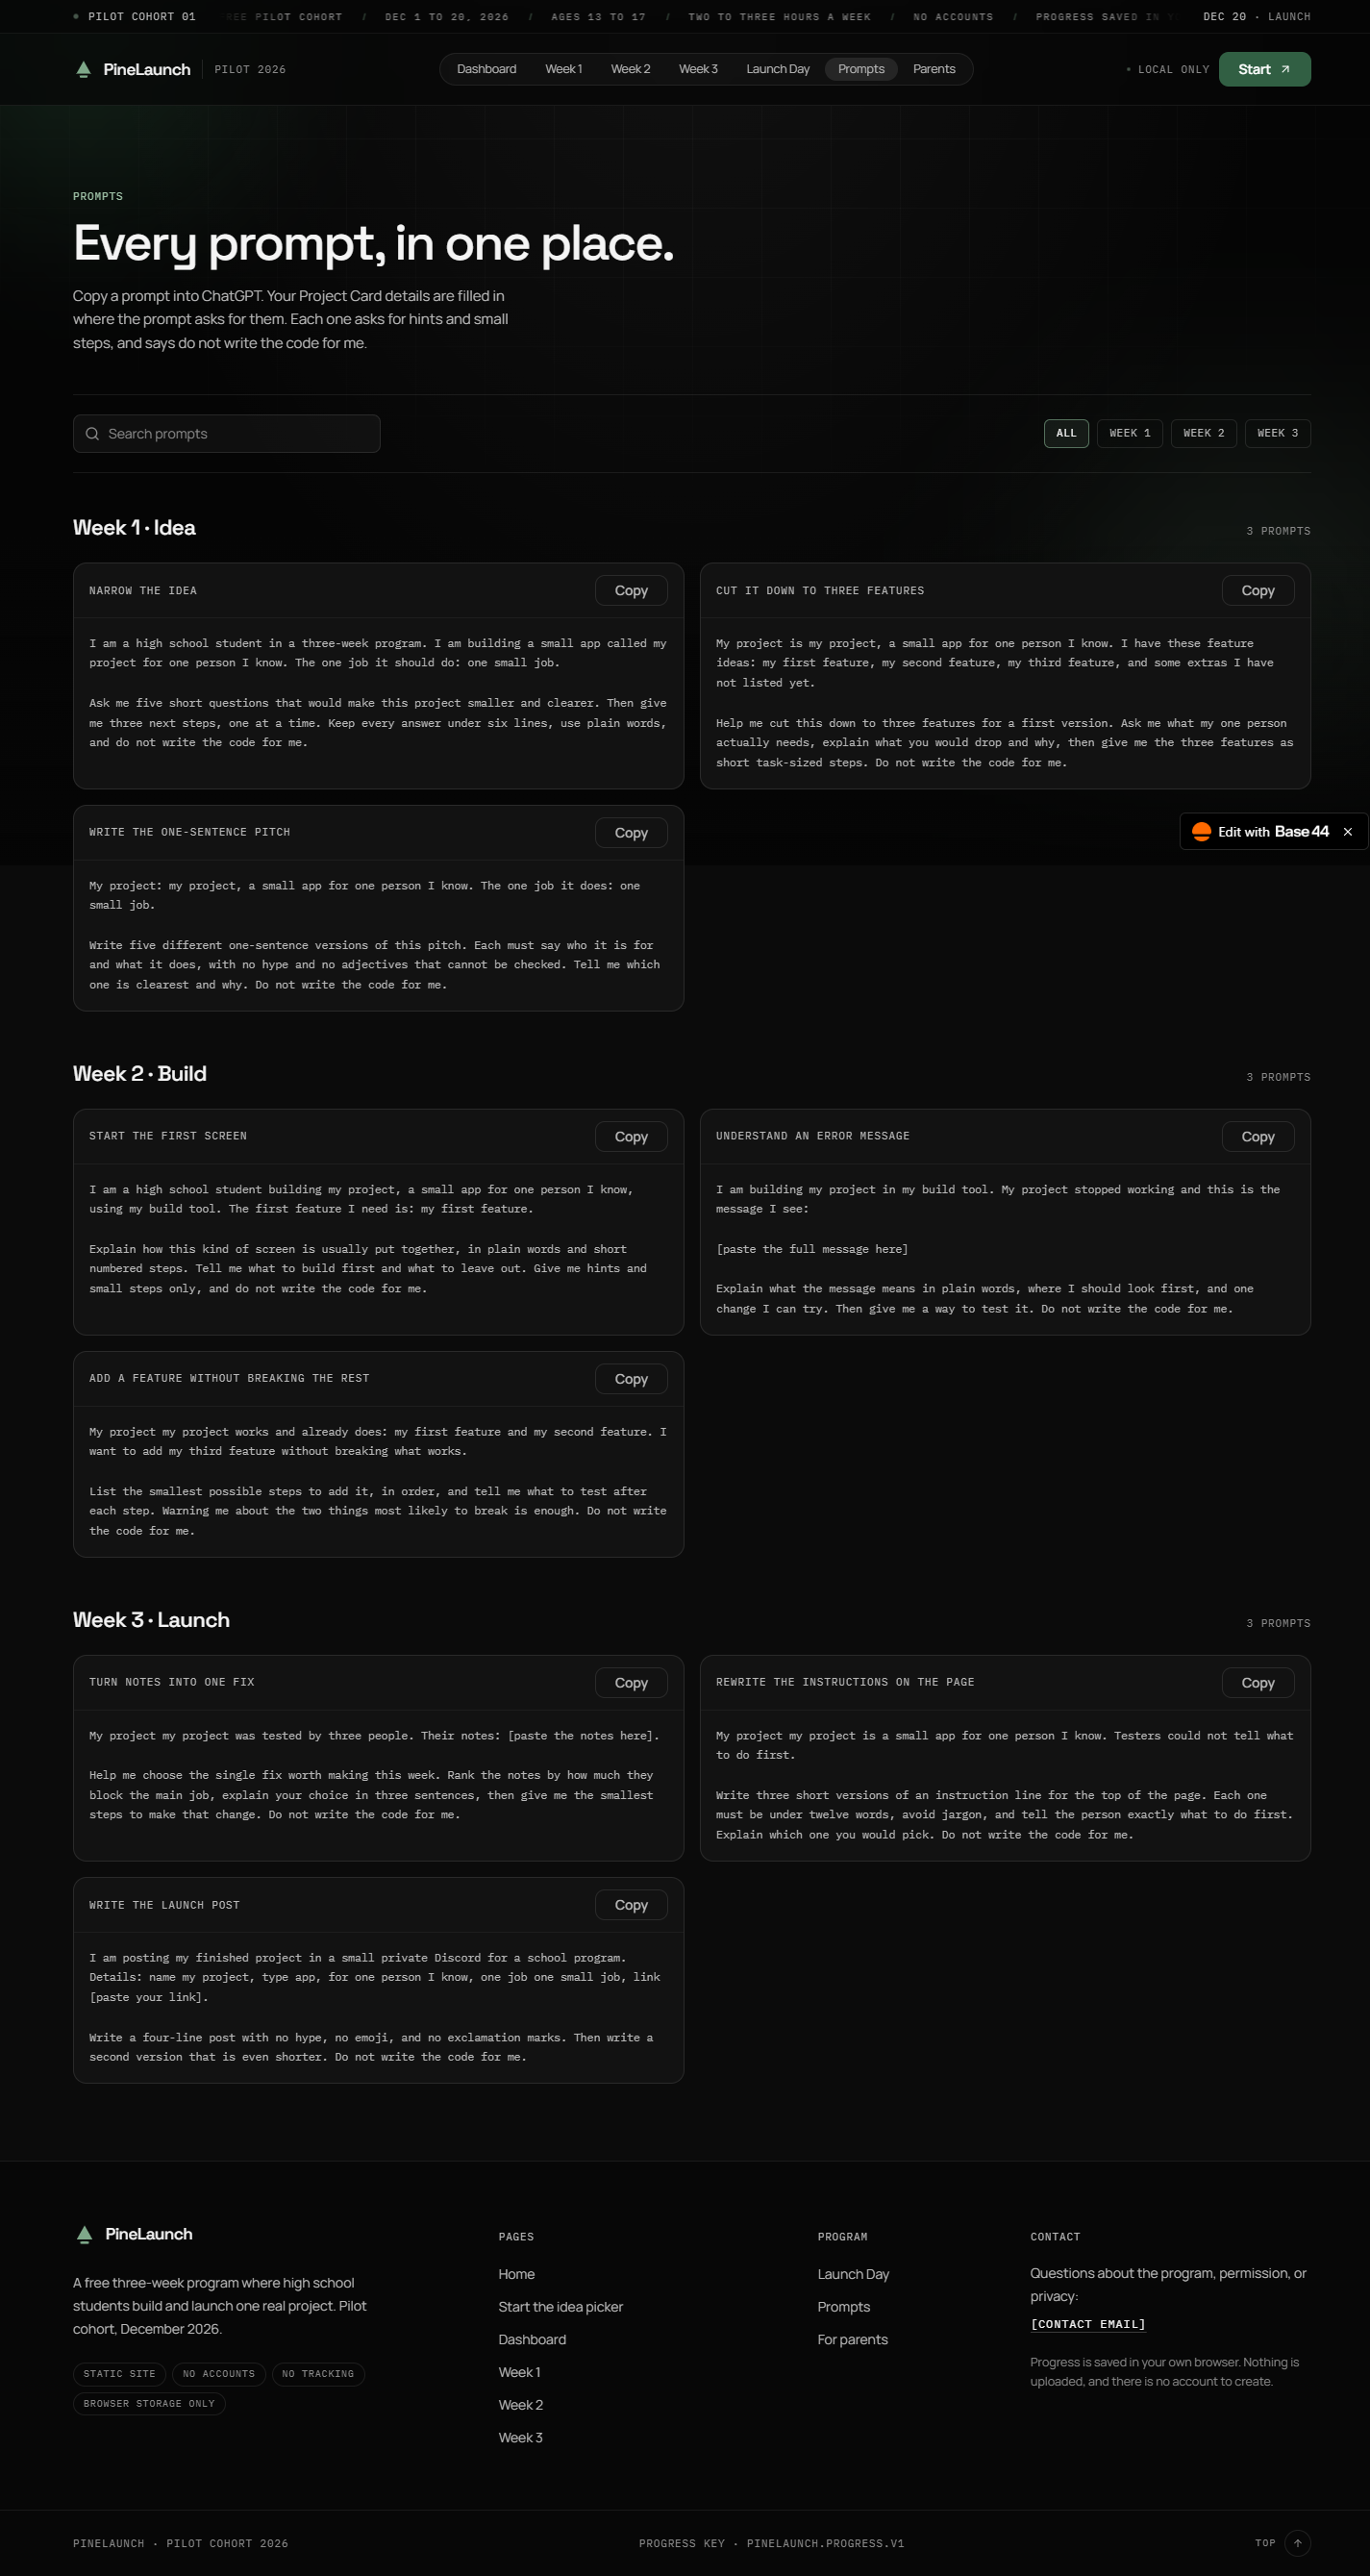 PILOT COHORT 01
PILOT COHORT / DEC 1 TO 20, 2026 / AGES 13 TO 17 / TWO TO THREE HOURS A WEEK / NO ACCOUNTS / PROGRESS SAVED IN
DEC 20 · LAUNCH
PineLaunch
PILOT 2026
Dashboard
Week 1
Week 2
Week 3
Launch Day
Prompts
Parents
LOCAL ONLY
Start
PROMPTS
Every prompt, in one place.
Copy a prompt into ChatGPT. Your Project Card details are filled in
where the prompt asks for them. Each one asks for hints and small
steps, and says do not write the code for me.
Search prompts
ALL
WEEK 1
WEEK 2
WEEK 3
Week 1 · Idea
3 PROMPTS
NARROW THE IDEA
Copy
I am a high school student in a three-week program. I am building a small app called my
project for one person I know. The one job it should do: one small job.
Ask me five short questions that would make this project smaller and clearer. Then give
me three next steps, one at a time. Keep every answer under six lines, use plain words,
and do not write the code for me.
CUT IT DOWN TO THREE FEATURES
Copy
My project is my project, a small app for one person I know. I have these feature
ideas: my first feature, my second feature, my third feature, and some extras I have
not listed yet.
Help me cut this down to three features for a first version. Ask me what my one person
actually needs, explain what you would drop and why, then give me the three features as
short task-sized steps. Do not write the code for me.
WRITE THE ONE-SENTENCE PITCH
Copy
My project: my project, a small app for one person I know. The one job it does: one
small job.
Write five different one-sentence versions of this pitch. Each must say who it is for
and what it does, with no hype and no adjectives that cannot be checked. Tell me which
one is clearest and why. Do not write the code for me.
Edit with Base44
Week 2 · Build
3 PROMPTS
START THE FIRST SCREEN
Copy
I am a high school student building my project, a small app for one person I know,
using my build tool. The first feature I need is: my first feature.
Explain how this kind of screen is usually put together, in plain words and short
numbered steps. Tell me what to build first and what to leave out. Give me hints and
small steps only, and do not write the code for me.
UNDERSTAND AN ERROR MESSAGE
Copy
I am building my project in my build tool. My project stopped working and this is the
message I see:
[paste the full message here]
Explain what the message means in plain words, where I should look first, and one
change I can try. Then give me a way to test it. Do not write the code for me.
ADD A FEATURE WITHOUT BREAKING THE REST
Copy
My project my project works and already does: my first feature and my second feature. I
want to add my third feature without breaking what works.
List the smallest possible steps to add it, in order, and tell me what to test after
each step. Warning me about the two things most likely to break is enough. Do not write
the code for me.
Week 3 · Launch
3 PROMPTS
TURN NOTES INTO ONE FIX
Copy
My project my project was tested by three people. Their notes: [paste the notes here].
Help me choose the single fix worth making this week. Rank the notes by how much they
block the main job, explain your choice in three sentences, then give me the smallest
steps to make that change. Do not write the code for me.
REWRITE THE INSTRUCTIONS ON THE PAGE
Copy
My project my project is a small app for one person I know. Testers could not tell what
to do first.
Write three short versions of an instruction line for the top of the page. Each one
must be under twelve words, avoid jargon, and tell the person exactly what to do first.
Explain which one you would pick. Do not write the code for me.
WRITE THE LAUNCH POST
Copy
I am posting my finished project in a small private Discord for a school program.
Details: name my project, type app, for one person I know, one job one small job, link
[paste your link].
Write a four-line post with no hype, no emoji, and no exclamation marks. Then write a
second version that is even shorter. Do not write the code for me.
PineLaunch
A free three-week program where high school
students build and launch one real project. Pilot
cohort, December 2026.
STATIC SITE
NO ACCOUNTS
NO TRACKING
BROWSER STORAGE ONLY
PAGES
Home
Start the idea picker
Dashboard
Week 1
Week 2
Week 3
PROGRAM
Launch Day
Prompts
For parents
CONTACT
Questions about the program, permission, or
privacy:
[CONTACT EMAIL]
Progress is saved in your own browser. Nothing is
uploaded, and there is no account to create.
PINELAUNCH · PILOT COHORT 2026
PROGRESS KEY · PINELAUNCH.PROGRESS.V1
TOP